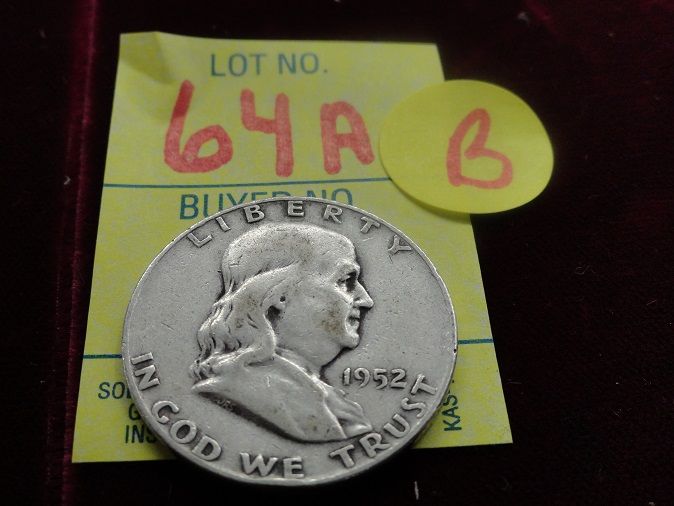 LOT NO.
64A
B
BUYER NO
LIBERTY
1952
IN GOD WE TRUST